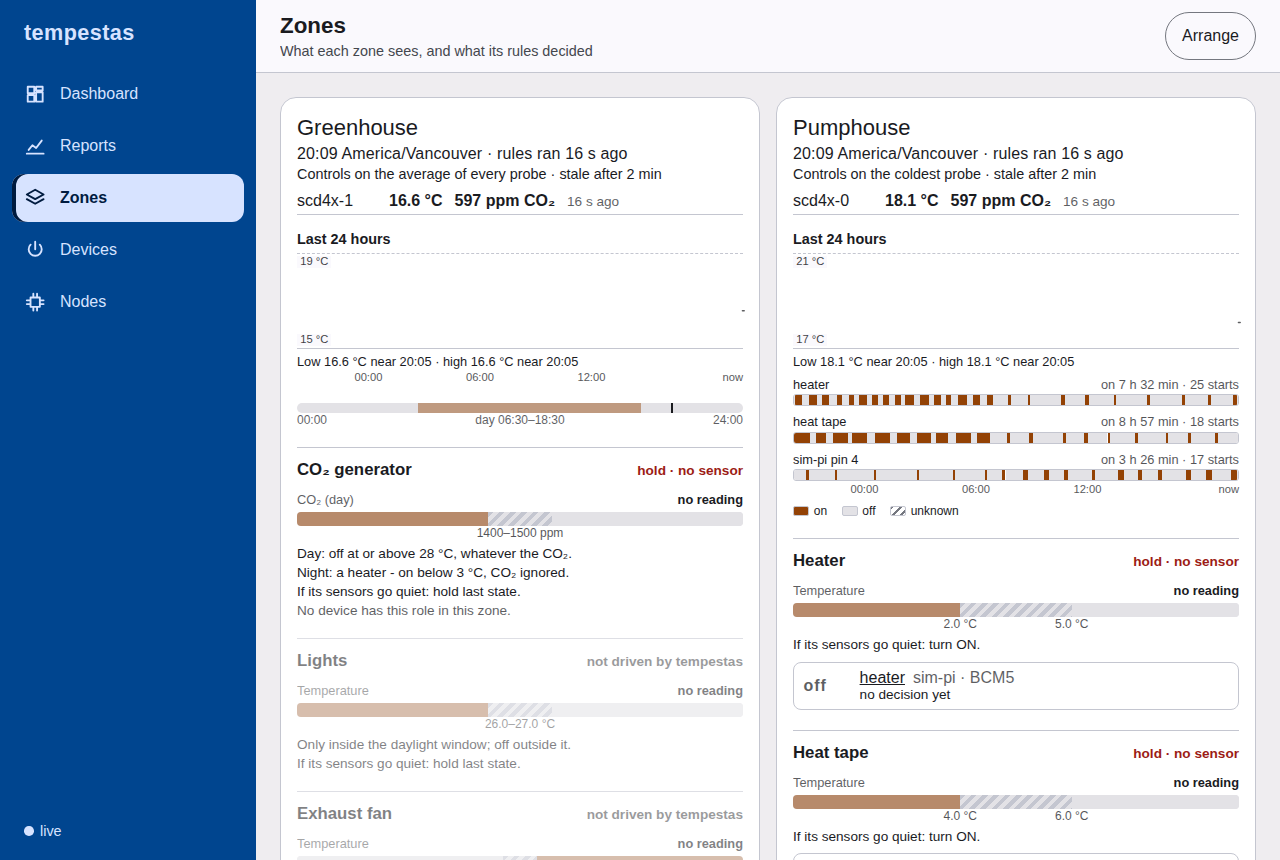 tempestas
Dashboard
Reports
Zones
Devices
Nodes
live
Zones
What each zone sees, and what its rules decided
Arrange
Greenhouse
20:09 America/Vancouver · rules ran 16 s ago
Controls on the average of every probe · stale after 2 min
scd4x-1 16.6 °C 597 ppm CO₂ 16 s ago
Last 24 hours
19 °C
15 °C
Low 16.6 °C near 20:05 · high 16.6 °C near 20:05
00:00 06:00 12:00 now
00:00 day 06:30–18:30 24:00
CO₂ generator hold · no sensor
CO₂ (day) no reading
1400–1500 ppm
Day: off at or above 28 °C, whatever the CO₂.
Night: a heater - on below 3 °C, CO₂ ignored.
If its sensors go quiet: hold last state.
No device has this role in this zone.
Lights not driven by tempestas
Temperature no reading
26.0–27.0 °C
Only inside the daylight window; off outside it.
If its sensors go quiet: hold last state.
Exhaust fan not driven by tempestas
Temperature no reading
Pumphouse
20:09 America/Vancouver · rules ran 16 s ago
Controls on the coldest probe · stale after 2 min
scd4x-0 18.1 °C 597 ppm CO₂ 16 s ago
Last 24 hours
21 °C
17 °C
Low 18.1 °C near 20:05 · high 18.1 °C near 20:05
heater on 7 h 32 min · 25 starts
heat tape on 8 h 57 min · 18 starts
sim-pi pin 4 on 3 h 26 min · 17 starts
00:00 06:00 12:00 now
on off unknown
Heater hold · no sensor
Temperature no reading
2.0 °C 5.0 °C
If its sensors go quiet: turn ON.
off heater sim-pi · BCM5
no decision yet
Heat tape hold · no sensor
Temperature no reading
4.0 °C 6.0 °C
If its sensors go quiet: turn ON.